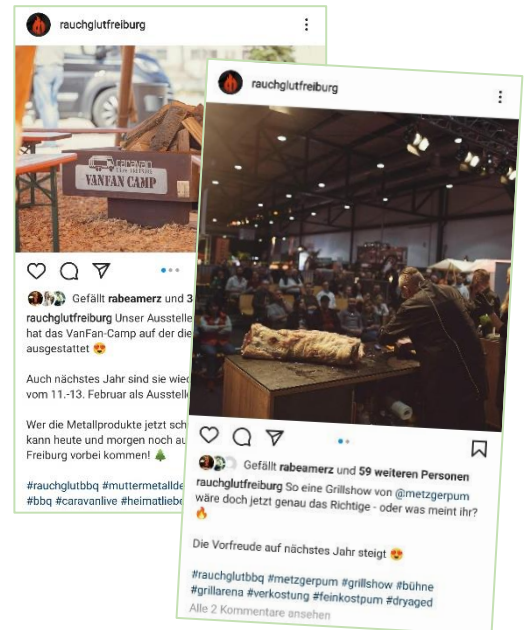 rauchglutfreiburg
caravan
VANFAN CAMP
Gefällt rabeamerz und 3
rauchglutfreiburg Unser Ausstelle
hat das VanFan-Camp auf der die
ausgestattet 😍
Auch nächstes Jahr sind sie wied
vom 11.-13. Februar als Ausstelle
Wer die Metallprodukte jetzt sch
kann heute und morgen noch au
Freiburg vorbei kommen! 🌲
#rauchglutbbq #muttermetallde
#bbq #caravanlive #heimatliebe
rauchglutfreiburg
Gefällt rabeamerz und 59 weiteren Personen
rauchglutfreiburg So eine Grillshow von @metzgerpum
wäre doch jetzt genau das Richtige - oder was meint ihr?
🔥
Die Vorfreude auf nächstes Jahr steigt 😍
#rauchglutbbq #metzgerpum #grillshow #bühne
#grillarena #verkostung #feinkostpum #dryaged
Alle 2 Kommentare ansehen